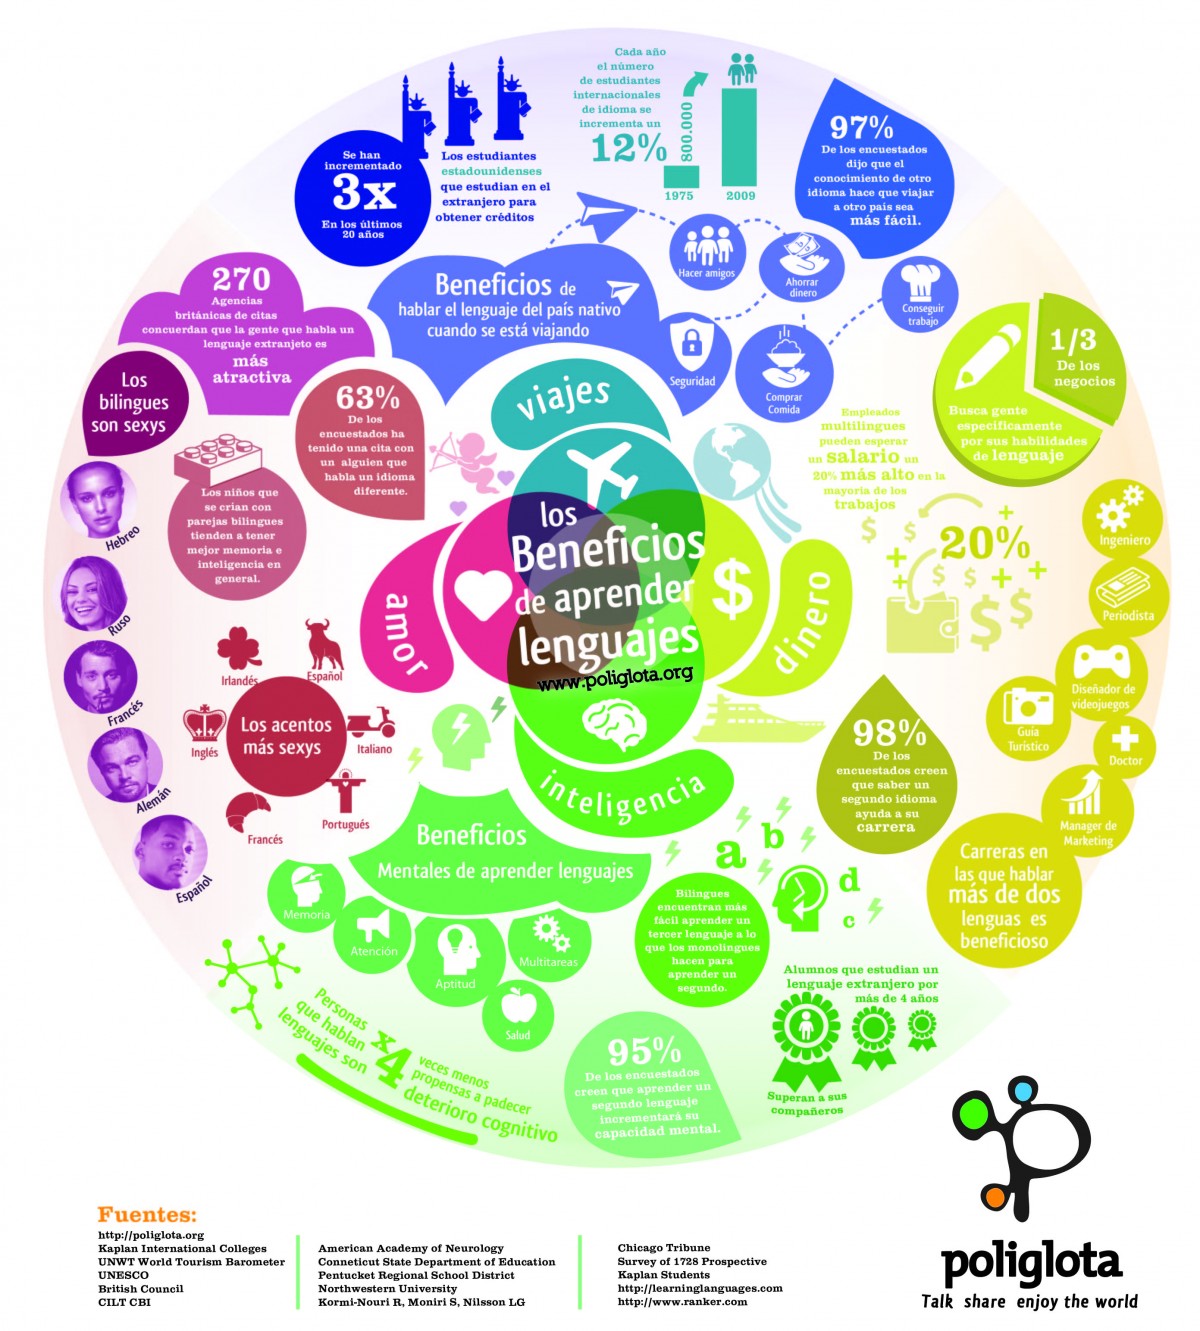 Cada año
el número
de estudiantes
internacionales
de idioma se
incrementa un
12%
800.000
1975
2009
Se han
incrementado
3x
En los últimos
20 años
Los estudiantes
estadounidenses
que estudian en el
extranjero para
obtener créditos
97%
De los encuestados
dijo que el
conocimiento de otro
idioma hace que viajar
a otro país sea
más fácil.
Beneficios de
hablar el lenguaje del país nativo
cuando se está viajando
Hacer amigos
Ahorrar
dinero
Conseguir
trabajo
Seguridad
Comprar
Comida
270
Agencias
británicas de citas
concuerdan que la gente que habla un
lenguaje extranjeto es
más
atractiva
Los
bilingues
son sexys
63%
De los
encuestados ha
tenido una cita con
un alguien que
habla un idioma
diferente.
Los niños que
se crian con
parejas bilingues
tienden a tener
mejor memoria e
inteligencia en
general.
Hebreo
Ruso
Francés
Alemán
Español
Irlandés
Español
Inglés
Los acentos
más sexys
Italiano
Francés
Portugués
viajes
amor
dinero
inteligencia
los
Beneficios
de aprender
lenguajes
www.poliglota.org
$
1/3
De los
negocios
Busca gente
especificamente
por sus habilidades
de lenguaje
Empleados
multilingues
pueden esperar
un salario un
20% más alto en la
mayoria de los
trabajos
20%
Ingeniero
Periodista
Diseñador de
videojuegos
Guía
Turístico
Doctor
Manager de
Marketing
Carreras en
las que hablar
más de dos
lenguas es
beneficioso
98%
De los
encuestados creen
que saber un
segundo idioma
ayuda a su
carrera
Beneficios
Mentales de aprender lenguajes
Memoria
Atención
Aptitud
Multitareas
Salud
a b
d
c
Bilingues
encuentran más
fácil aprender un
tercer lenguaje a lo
que los monolingues
hacen para
aprender un
segundo.
Alumnos que estudian un
lenguaje extranjero por
más de 4 años
Superan a sus
compañeros
Personas
que hablan
lenguajes son
x4
veces menos
propensas a padecer
deterioro cognitivo
95%
De los encuestados
creen que aprender un
segundo lenguaje
incrementará su
capacidad mental.
Fuentes:
http://poliglota.org
Kaplan International Colleges
UNWT World Tourism Barometer
UNESCO
British Council
CILT CBI
American Academy of Neurology
Conneticut State Department of Education
Pentucket Regional School District
Northwestern University
Kormi-Nouri R, Moniri S, Nilsson LG
Chicago Tribune
Survey of 1728 Prospective
Kaplan Students
http://learninglanguages.com
http://www.ranker.com
poliglota
Talk share enjoy the world